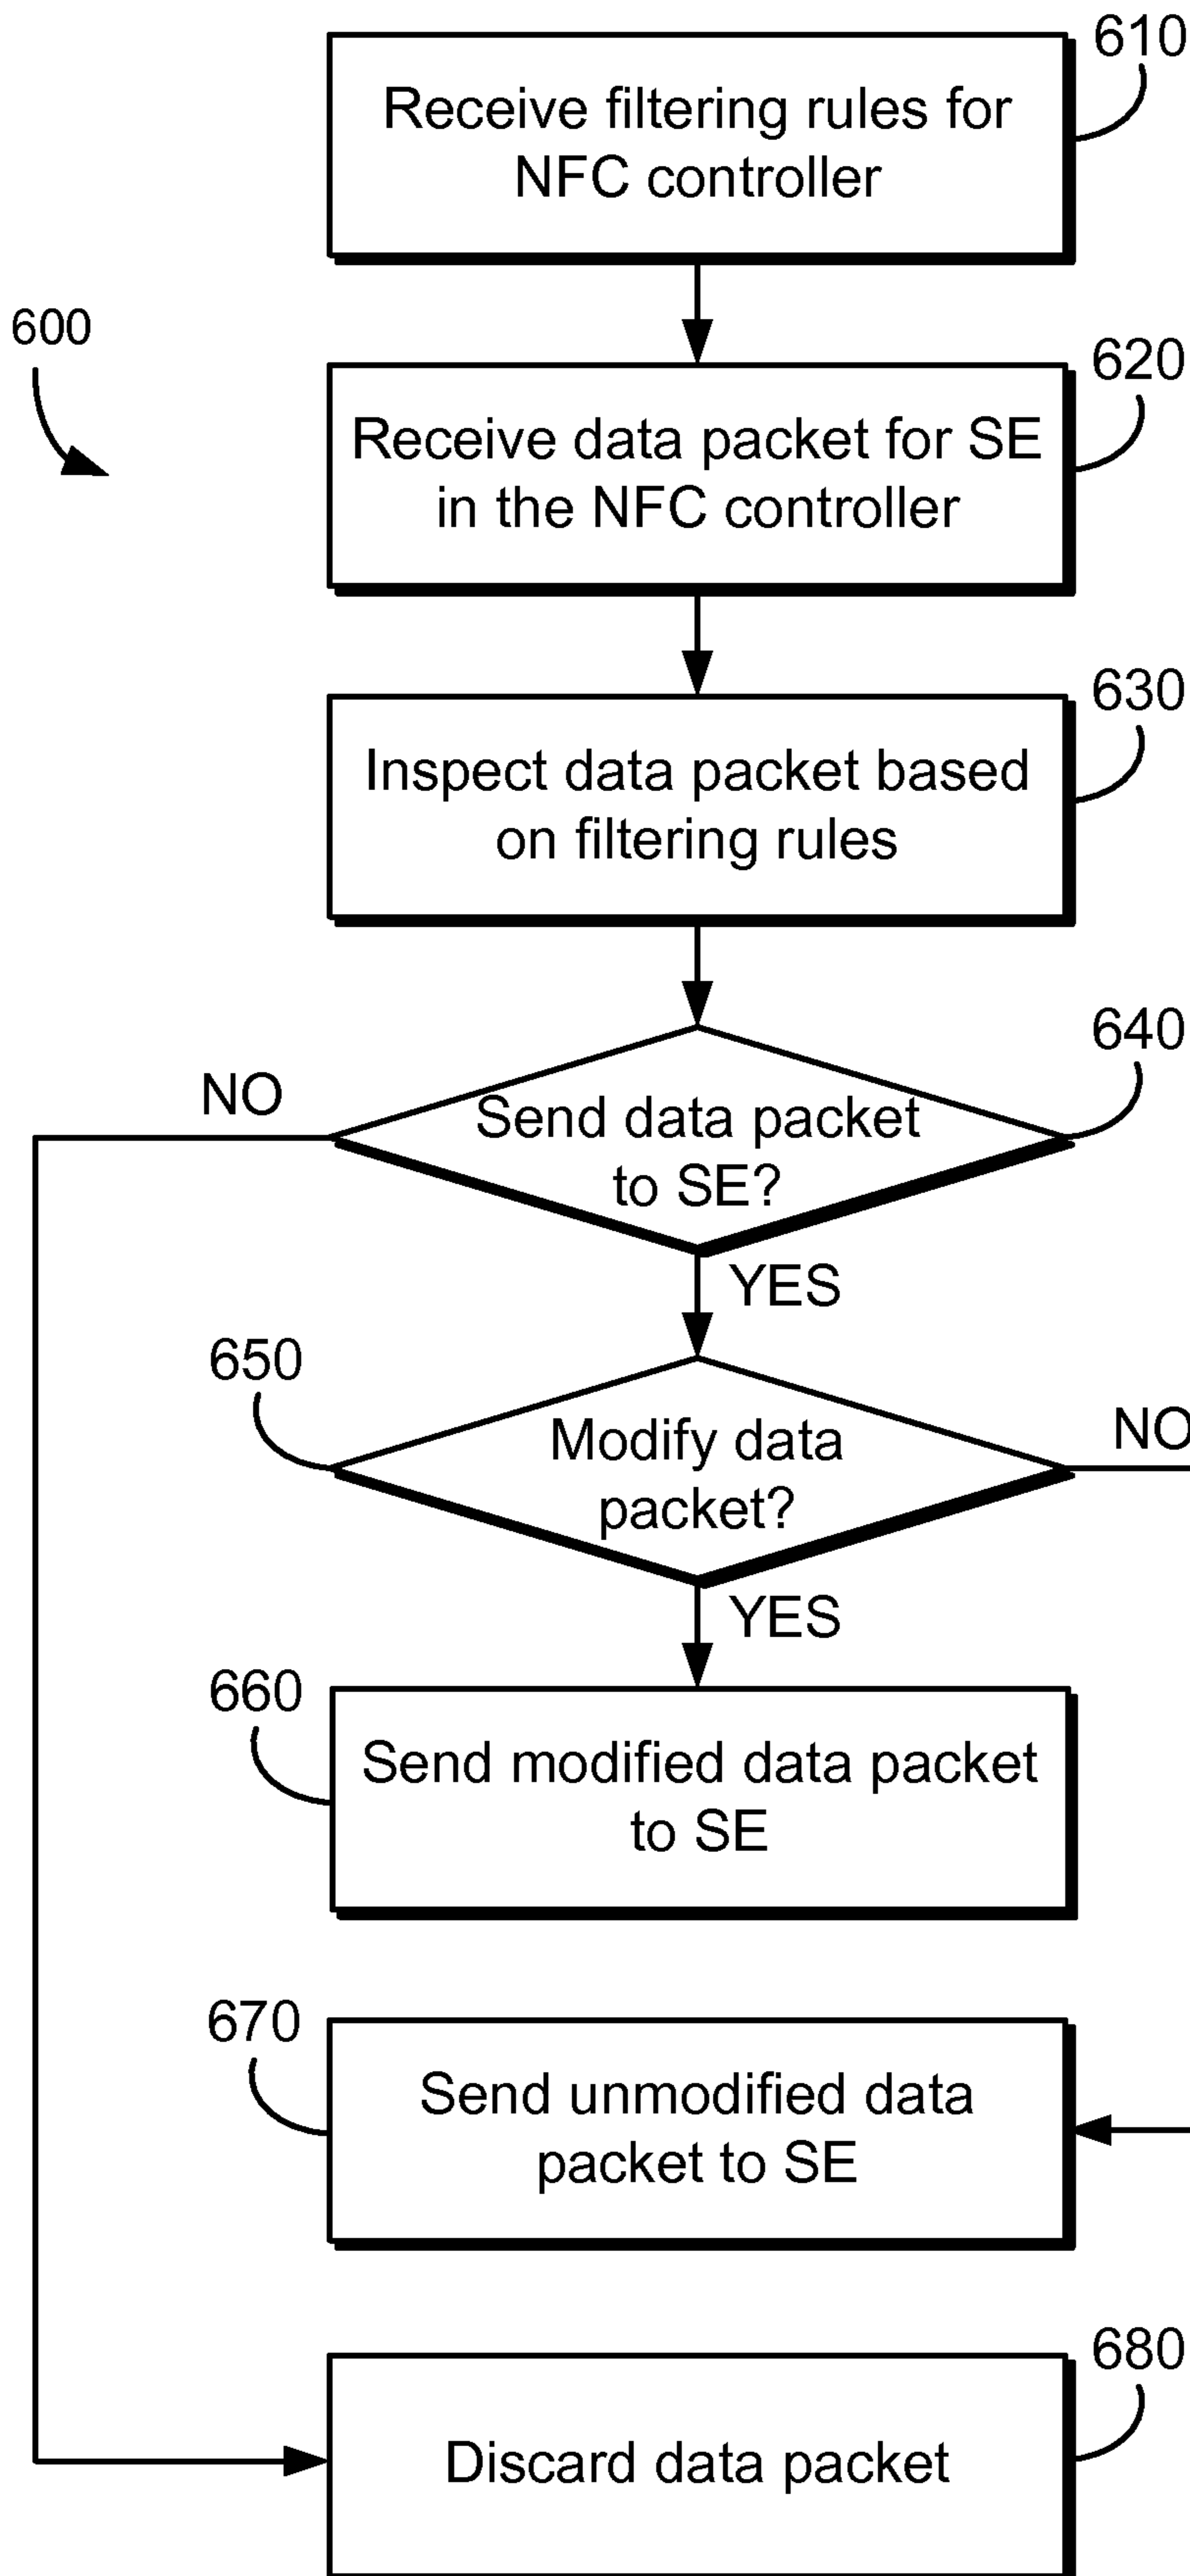 610
Receive filtering rules for
NFC controller
600
620
Receive data packet for SE
in the NFC controller
630
Inspect data packet based
on filtering rules
640
NO
Send data packet
to SE?
YES
650
NO
Modify data
packet?
YES
660
Send modified data packet
to SE
670
Send unmodified data
packet to SE
680
Discard data packet